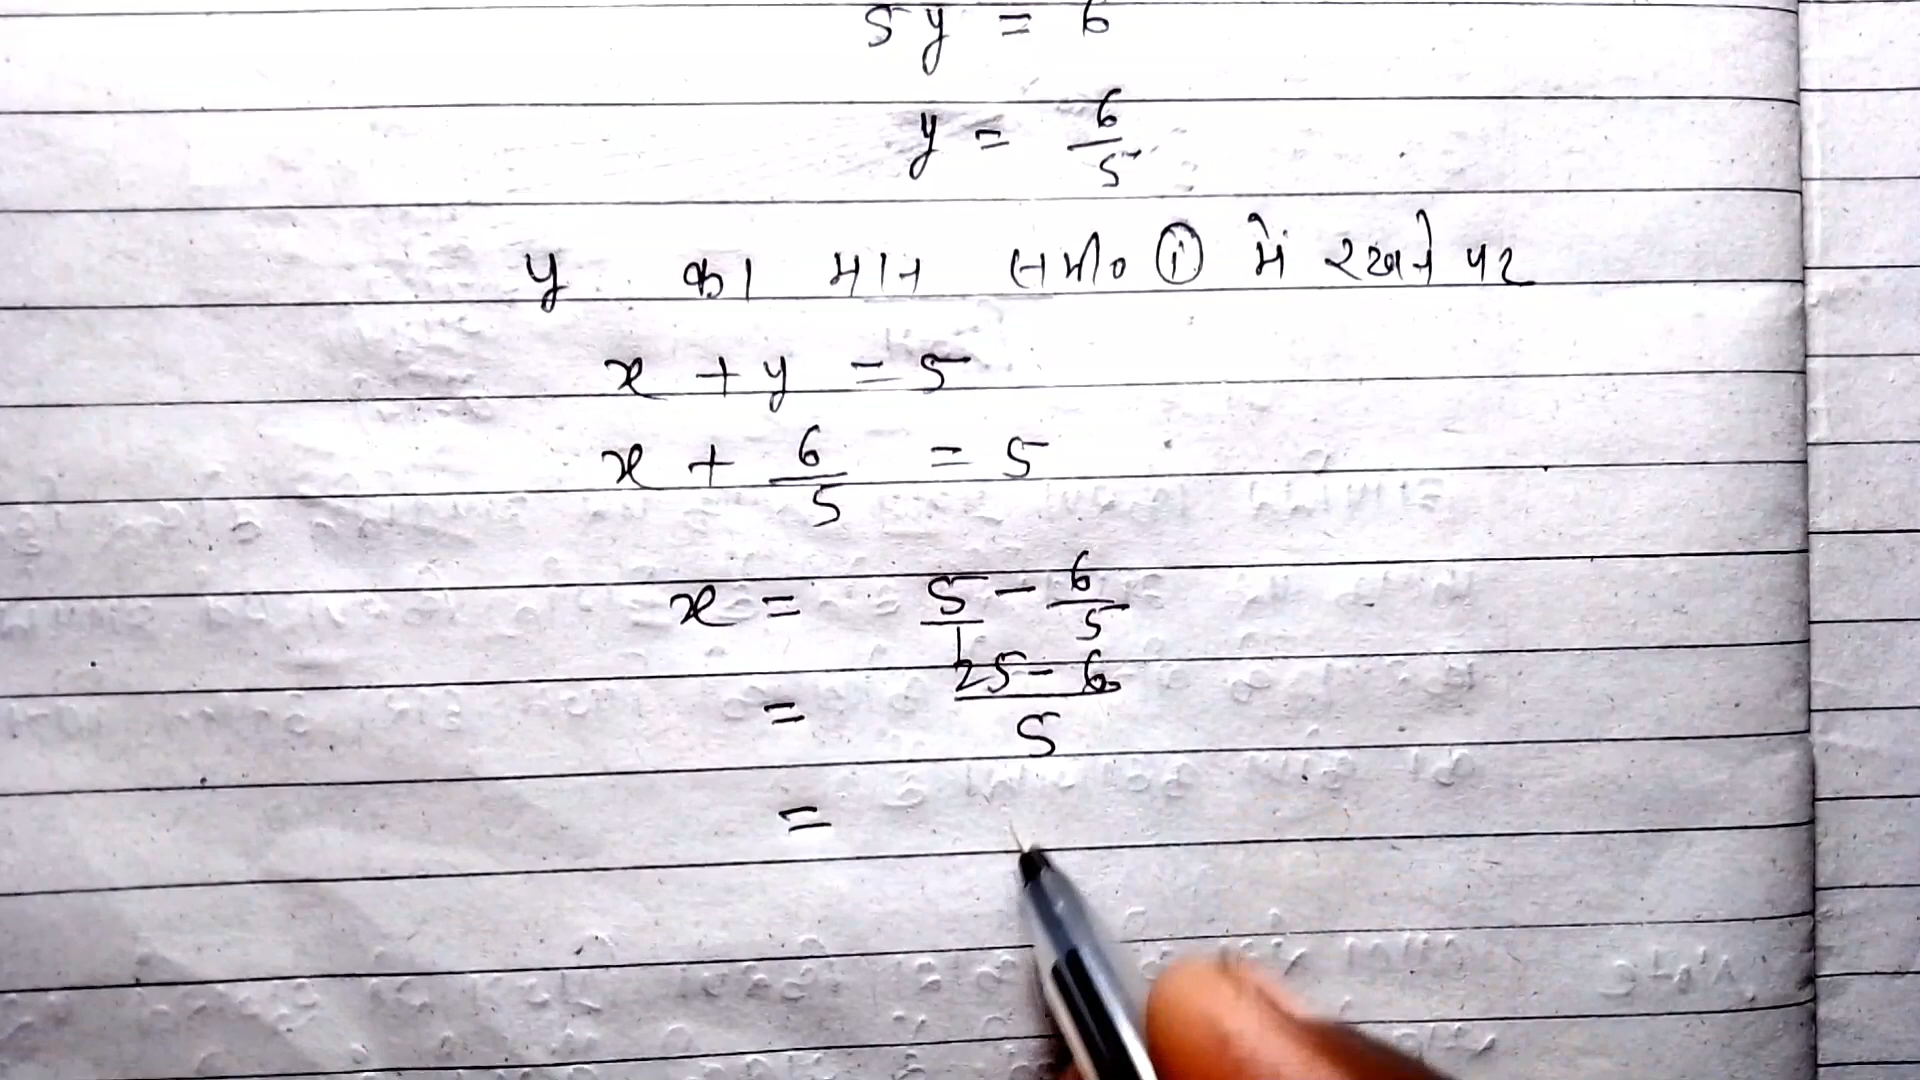 5y = 6
y = 6/5
y का मान समी० (i) में रखने पर
x + y = 5
x + 6/5 = 5
x = 5/1 - 6/5
= 25 - 6/5
=